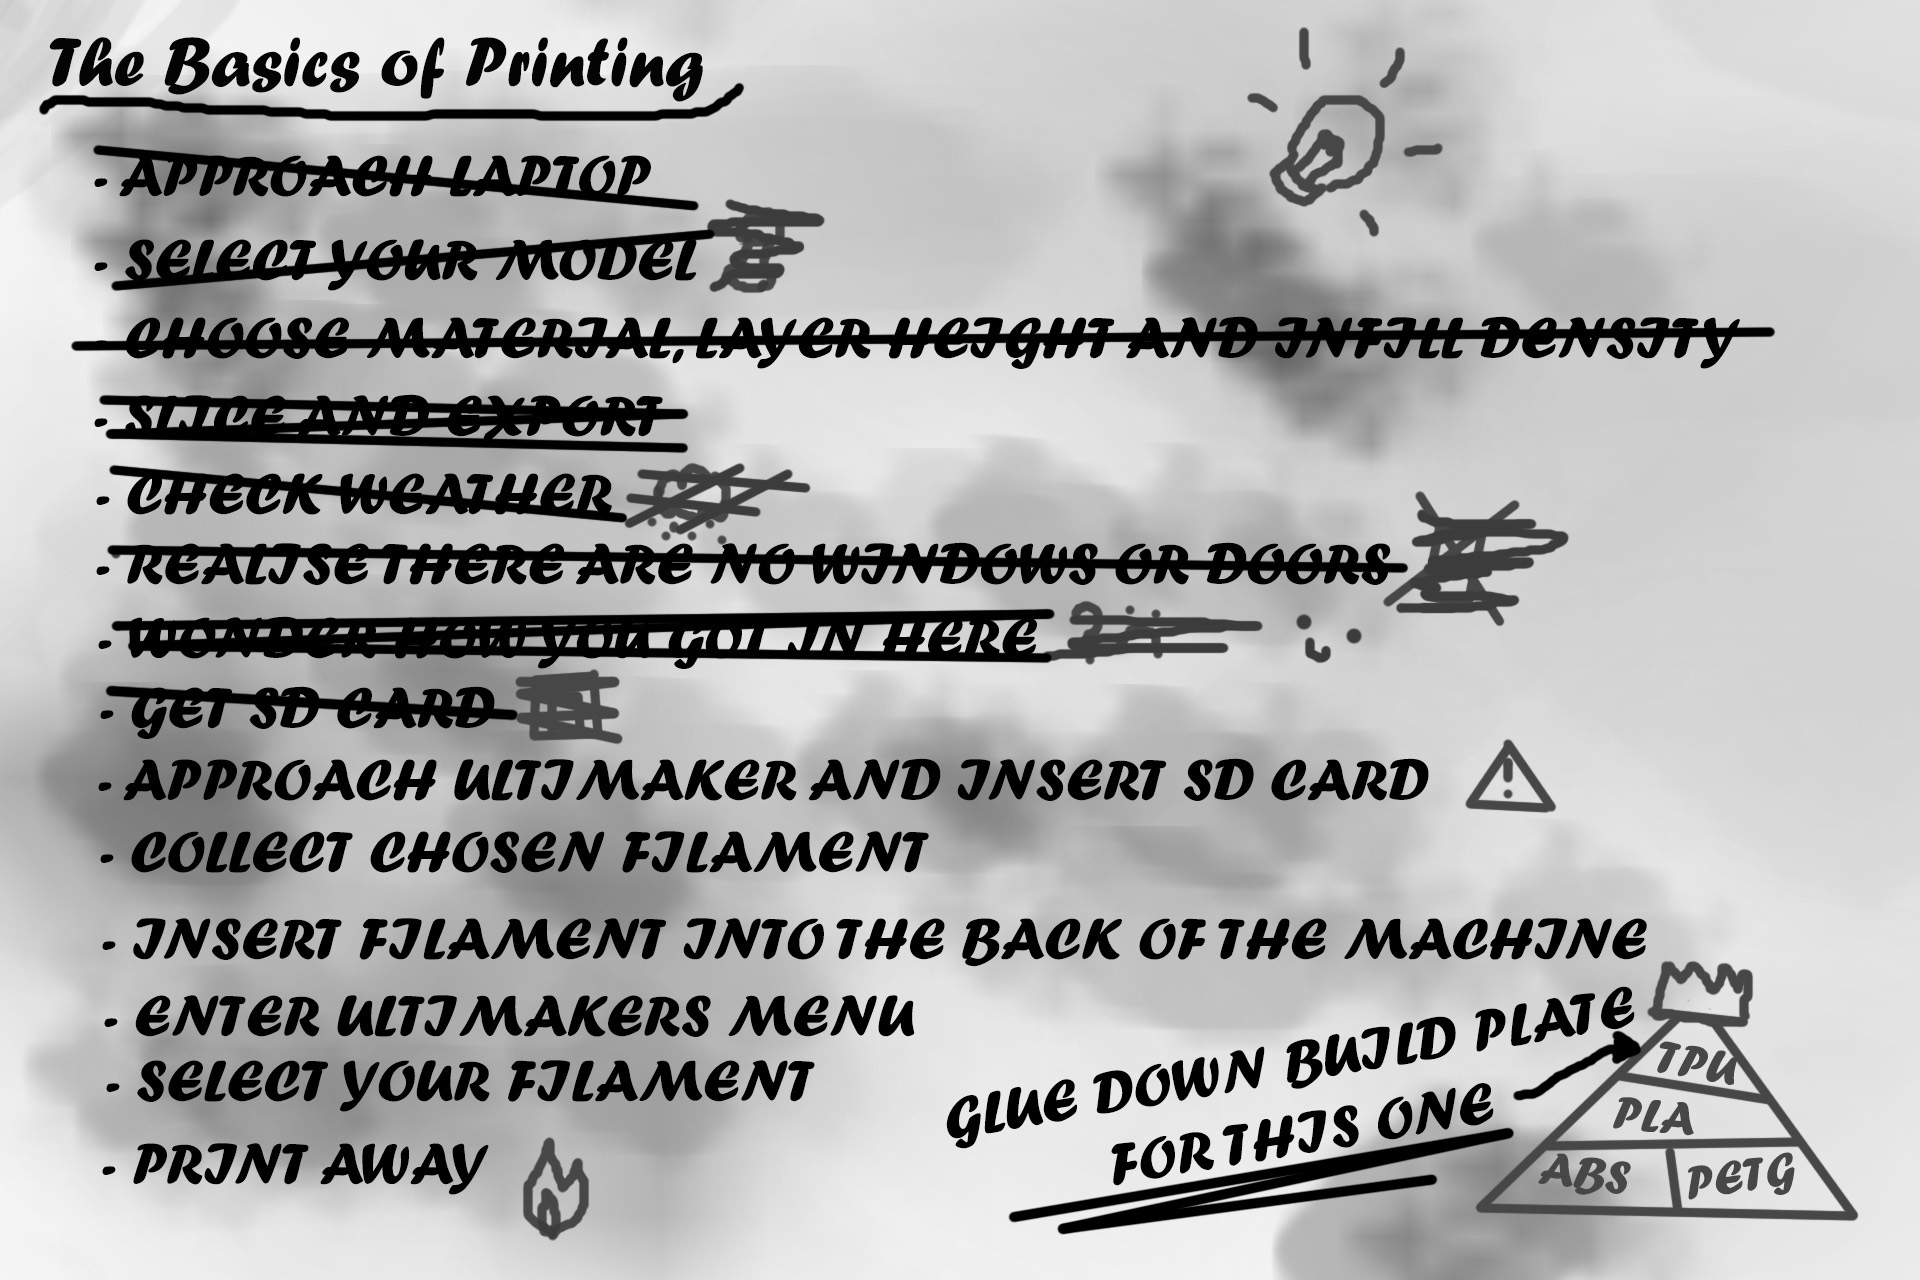 The Basics of Printing
- APPROACH LAPTOP
- SELECT YOUR MODEL
- CHOOSE MATERIAL, LAYER HEIGHT AND INFILL DENSITY
- SLICE AND EXPORT
- CHECK WEATHER
- REALISE THERE ARE NO WINDOWS OR DOORS
- WONDER HOW YOU GOT IN HERE
- GET SD CARD
- APPROACH ULTIMAKER AND INSERT SD CARD
- COLLECT CHOSEN FILAMENT
- INSERT FILAMENT INTO THE BACK OF THE MACHINE
- ENTER ULTIMAKERS MENU
- SELECT YOUR FILAMENT
- PRINT AWAY
GLUE DOWN BUILD PLATE
FOR THIS ONE
TPU
PLA
ABS PETG